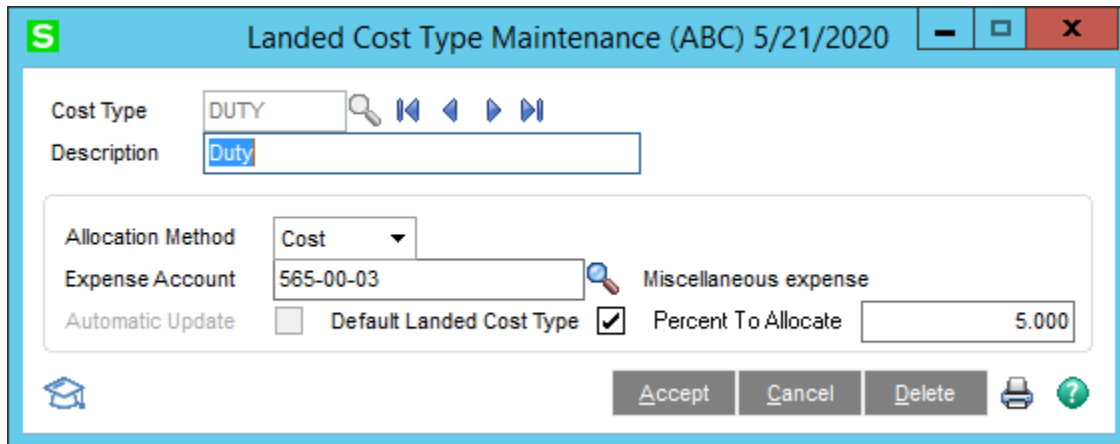 S Landed Cost Type Maintenance (ABC) 5/21/2020
Cost Type DUTY
Description Duty
Allocation Method Cost
Expense Account 565-00-03 Miscellaneous expense
Automatic Update Default Landed Cost Type Percent To Allocate 5.000
Accept Cancel Delete ?